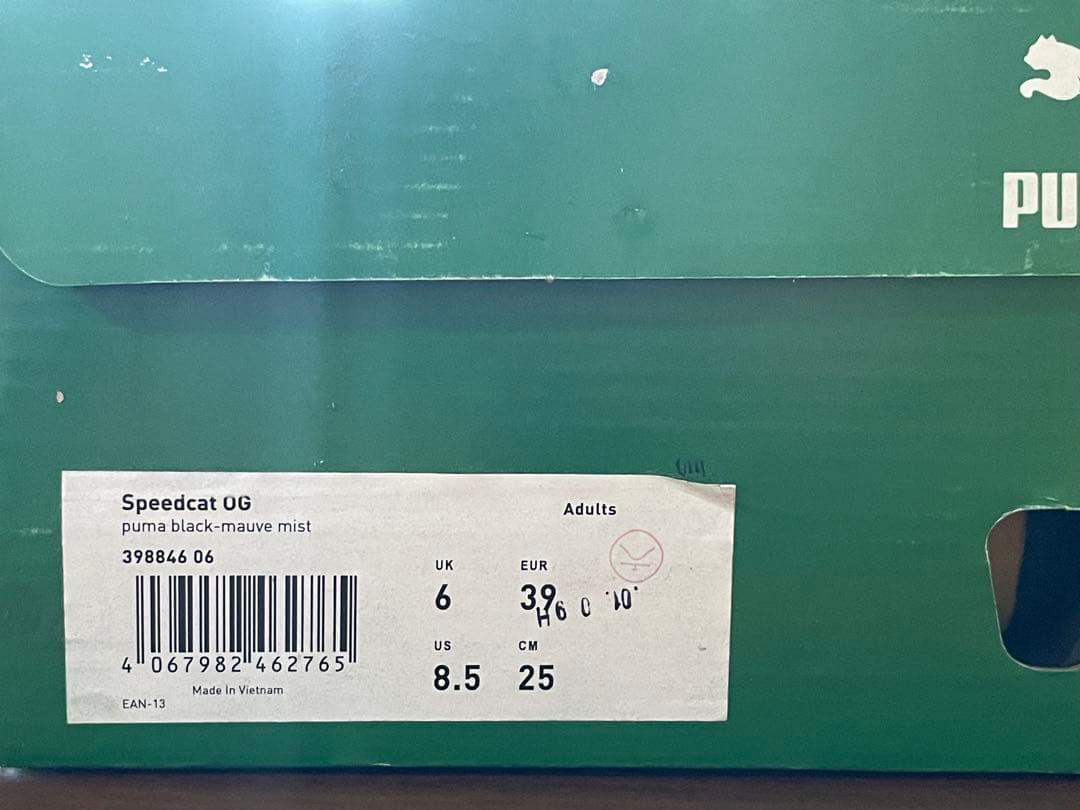 PU
Speedcat OG
puma black-mauve mist
398846 06
4 067982 462765
Made In Vietnam
EAN-13
Adults
UK
6
EUR
39
US
8.5
CM
25